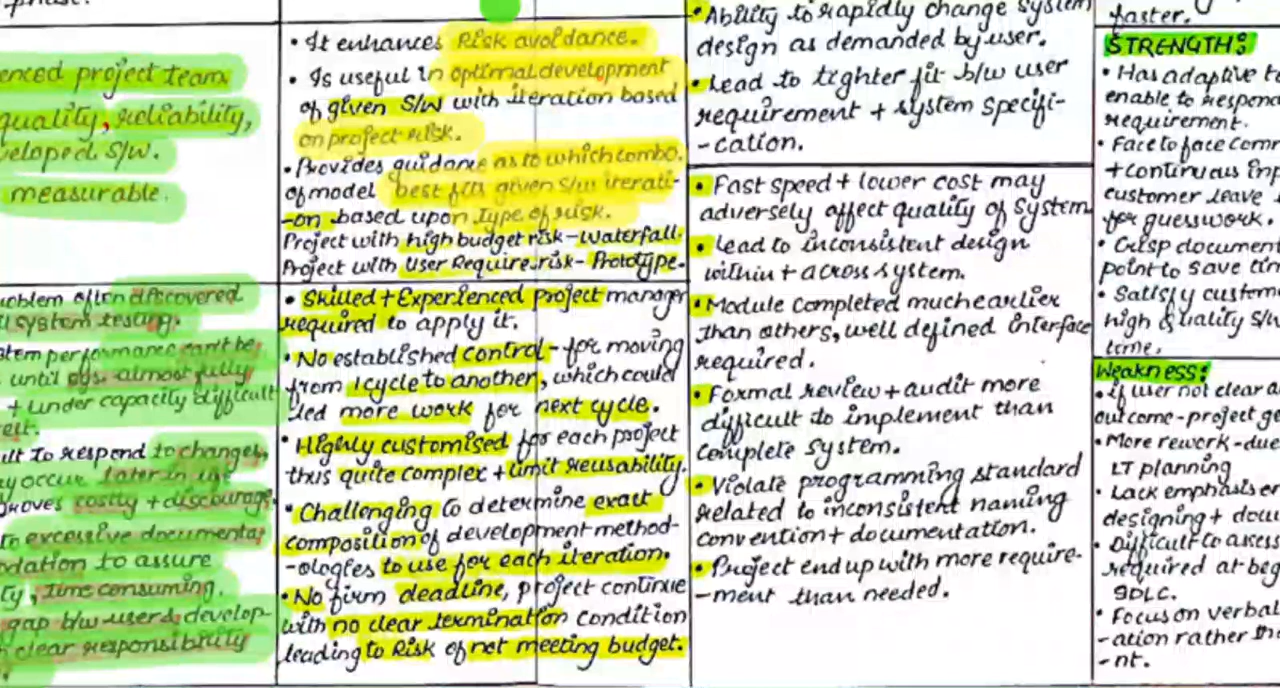 enced project team
quality, reliability,
veloped S/W.
measurable.
oblem often discovered
l system testing.
tem performance can't be
until sys. almost fully
+ under capacity difficult
ult to respond to changes,
y occur later in use
proves costly + discourage.
to excessive documenta
dation to assure
ty, time consuming.
gap b/w users & develop-
clear responsibility
• It enhances Risk avoidance.
• Is useful in optimal development
of given S/W with iteration based
on project risk.
• Provides guidance as to which combo.
of model best fits given s/w iterati-
-on based upon type of risk.
Project with high budget risk - Waterfall.
Project with User Require. risk - Prototype.
• Skilled + Experienced project manager
required to apply it.
• No established control - for moving
from 1 cycle to another, which could
led more work for next cycle.
• Highly customised for each project
thus quite complex + limit reusability.
• Challenging to determine exact
composition of development method-
-ologies to use for each iteration.
• No firm deadline, project continue
with no clear termination condition
leading to Risk of not meeting budget.
• Ability to rapidly change system
design as demanded by user.
• Lead to tighter fit b/w user
requirement + system specifi-
-cation.
• Fast speed + lower cost may
adversely affect quality of system.
• Lead to inconsistent design
within + across system.
• Module completed much earlier
than others, well defined interface
required.
• Formal review + audit more
difficult to implement than
complete system.
• Violate programming standard
related to inconsistent naming
convention + documentation.
• Project end up with more require-
-ment than needed.
faster.
STRENGTH:
• Has adaptive te
enable to respond
requirement.
• Face to face com
+ continuous inp
customer leave
for guesswork.
• Crisp document
point to save tim
• Satisfy custome
high quality S/W
time.
Weakness:
• if user not clear a
outcome - project ge
• More rework - due
LT planning
• Lack emphasis
designing + docu
• Difficult to assess
required at beg
SDLC.
• Focus on verbal
-ation rather tha
-nt.